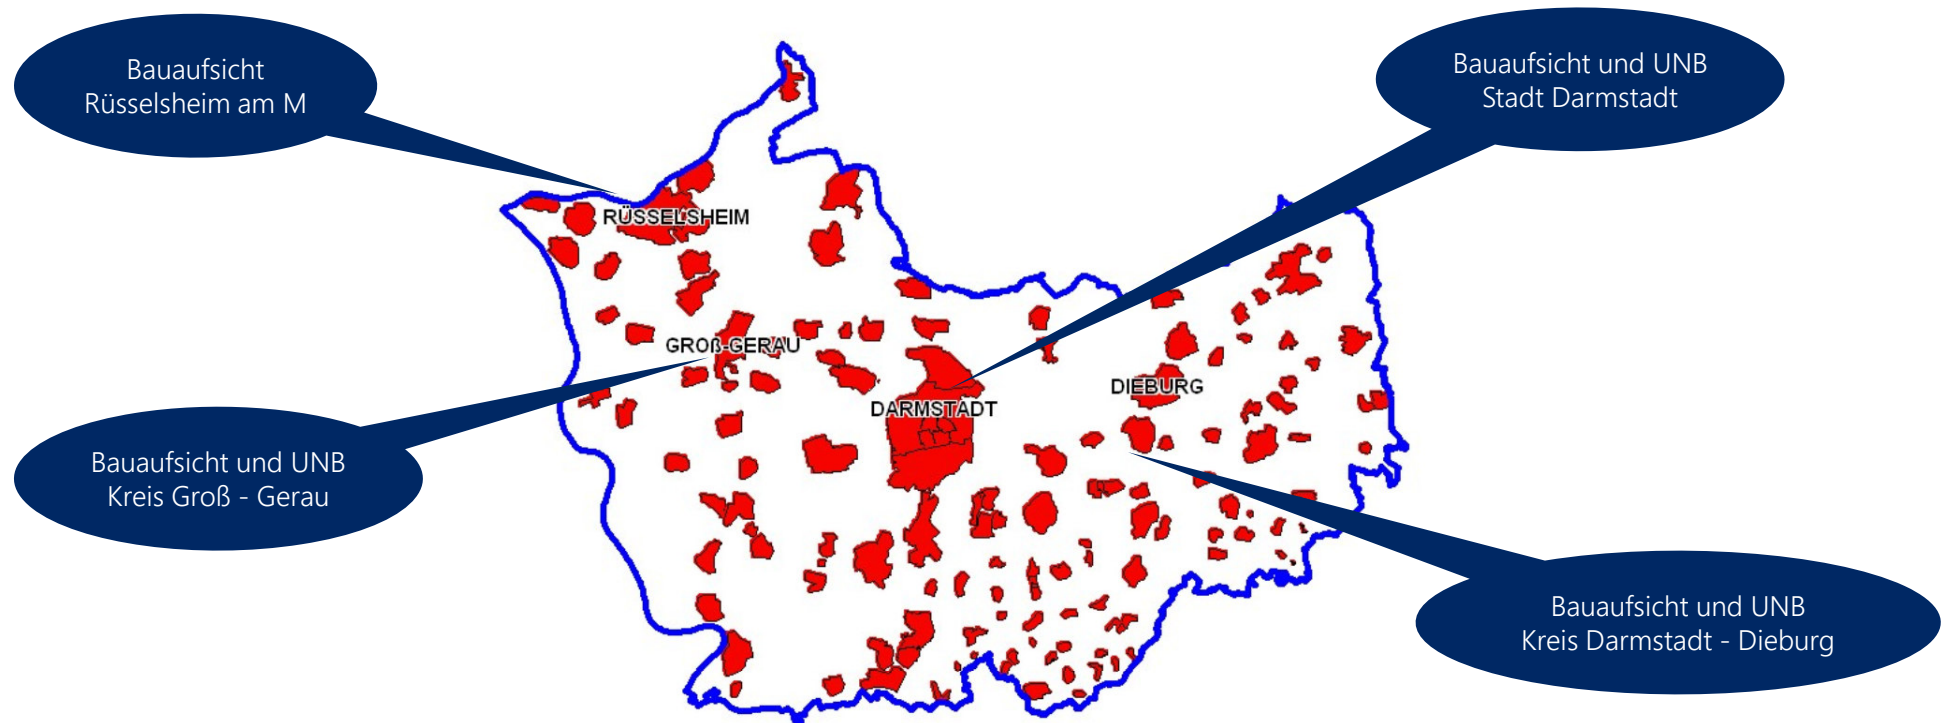 Bauaufsicht
Rüsselsheim am M
Bauaufsicht und UNB
Stadt Darmstadt
RÜSSELSHEIM
GROß-GERAU
DIEBURG
DARMSTADT
Bauaufsicht und UNB
Kreis Groß - Gerau
Bauaufsicht und UNB
Kreis Darmstadt - Dieburg